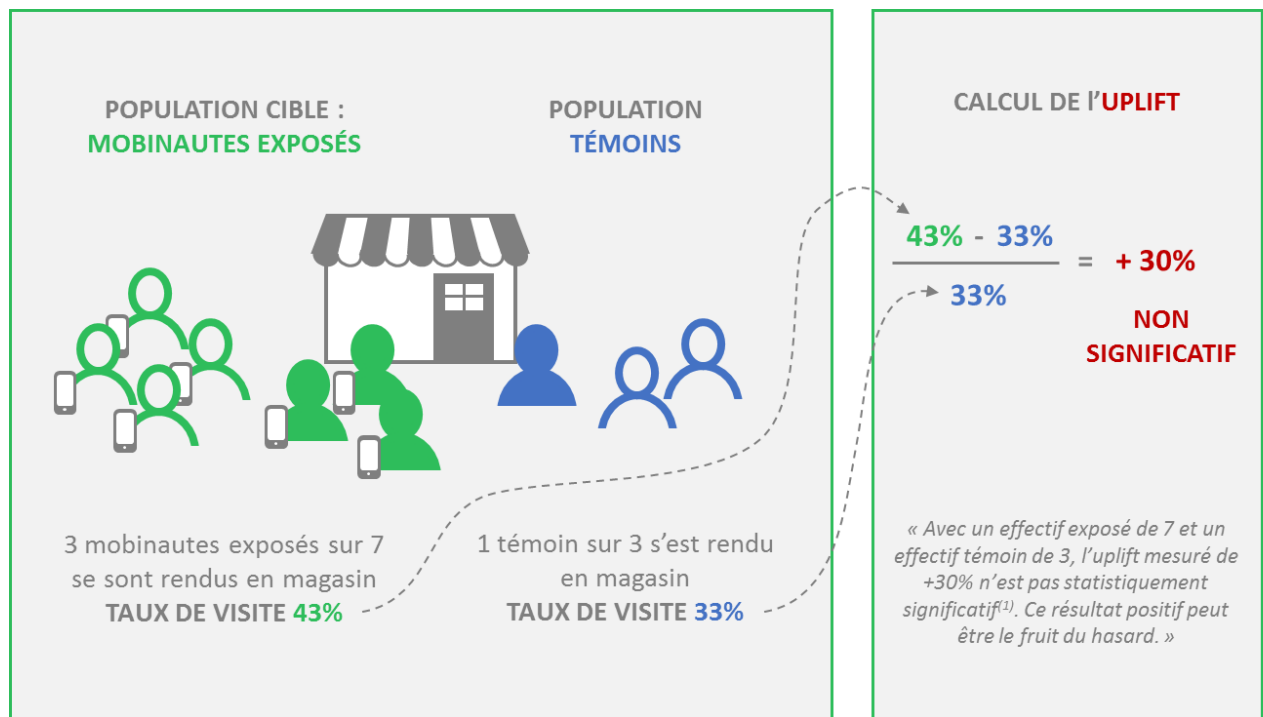 POPULATION CIBLE :
MOBINAUTES EXPOSÉS
POPULATION
TÉMOINS
3 mobinautes exposés sur 7
se sont rendus en magasin
TAUX DE VISITE 43%
1 témoin sur 3 s’est rendu
en magasin
TAUX DE VISITE 33%
CALCUL DE l’UPLIFT
43% - 33%
33%
= + 30%
NON
SIGNIFICATIF
« Avec un effectif exposé de 7 et un
effectif témoin de 3, l’uplift mesuré de
+30% n’est pas statistiquement
significatif(1). Ce résultat positif peut
être le fruit du hasard. »